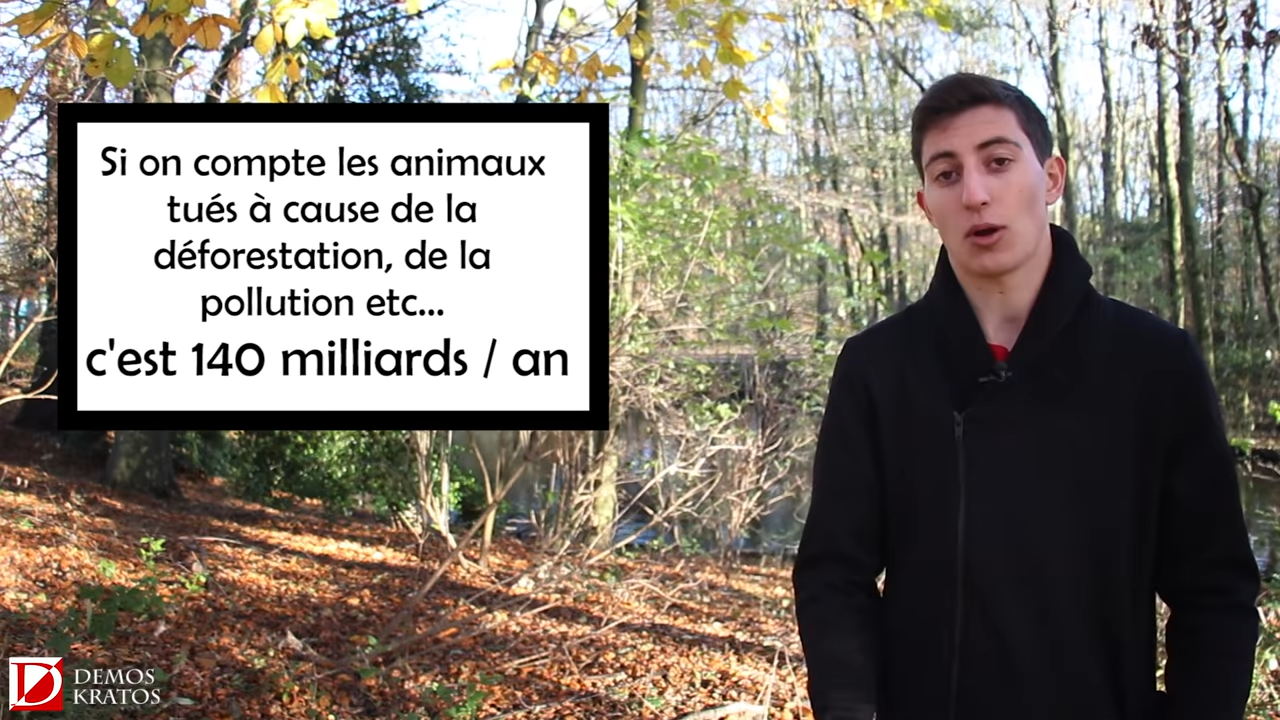 Si on compte les animaux
tués à cause de la
déforestation, de la
pollution etc...
c'est 140 milliards / an
DEMOS
KRATOS